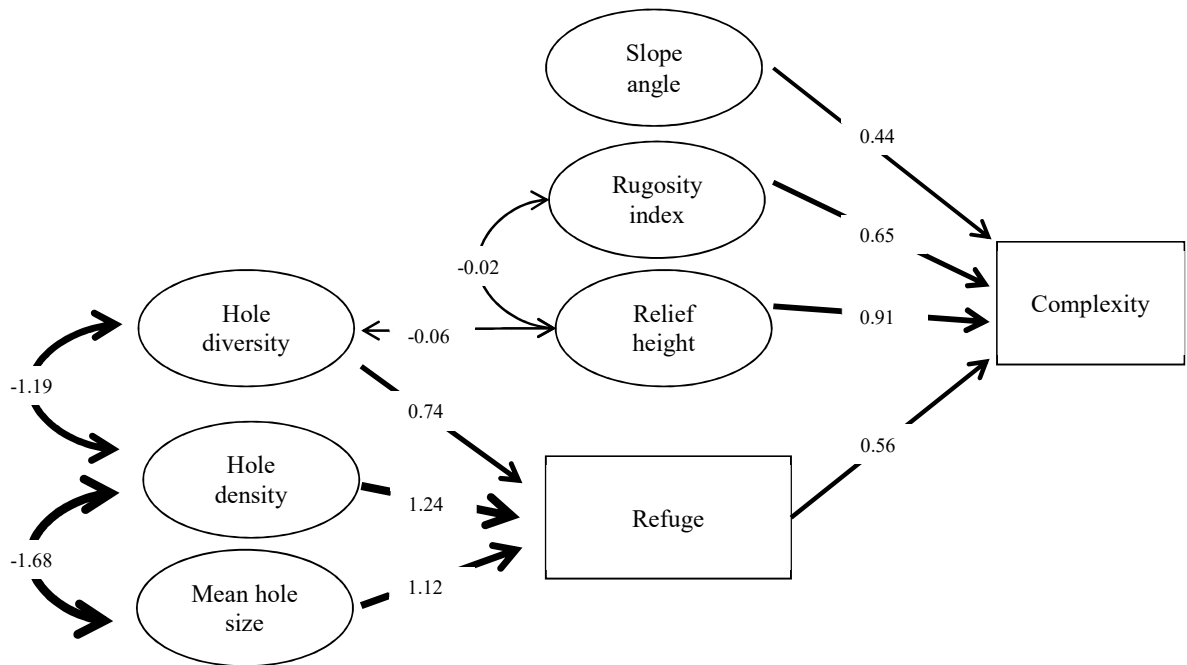 Slope
angle
0.44
Rugosity
index
0.65
-0.02
Complexity
Hole
diversity
-0.06
Relief
height
0.91
-1.19
0.74
0.56
Hole
density
1.24
Refuge
-1.68
Mean hole
size
1.12